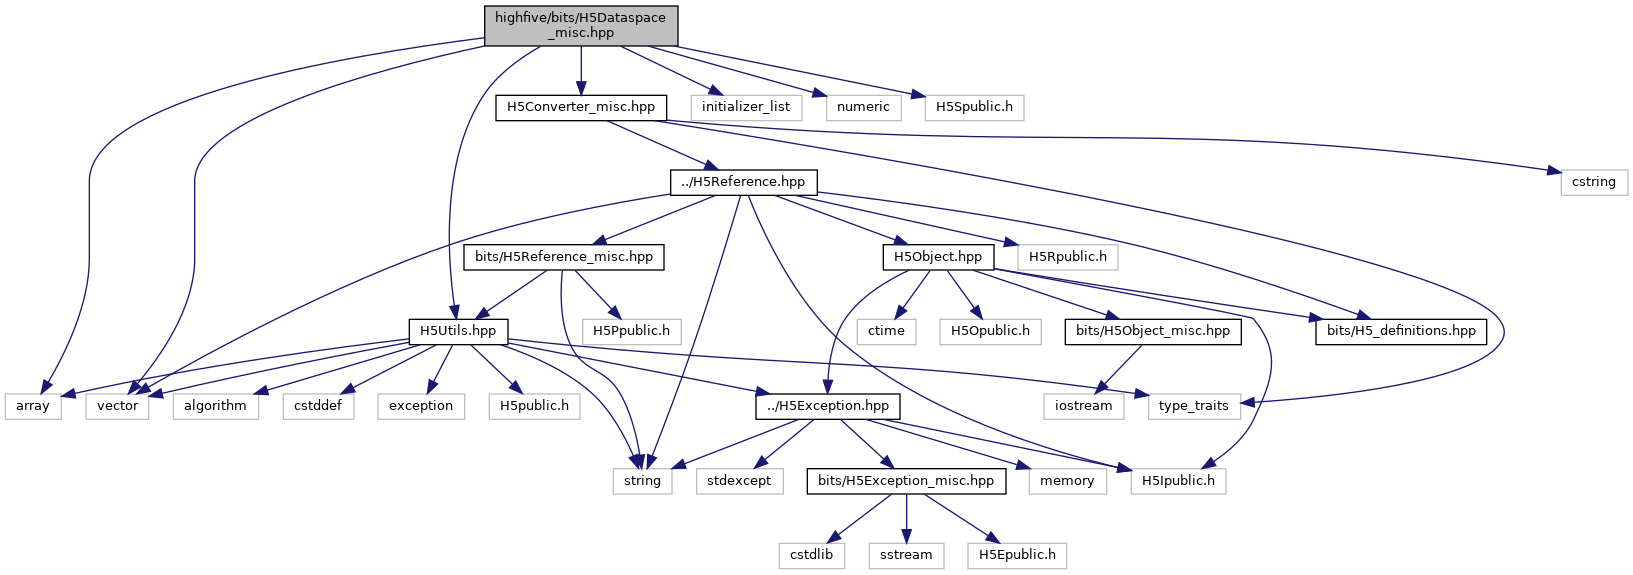 highfive/bits/H5Dataspace
_misc.hpp
H5Converter_misc.hpp
initializer_list
numeric
H5Spublic.h
../H5Reference.hpp
cstring
bits/H5Reference_misc.hpp
H5Object.hpp
H5Rpublic.h
H5Utils.hpp
H5Ppublic.h
ctime
H5Opublic.h
bits/H5Object_misc.hpp
bits/H5_definitions.hpp
array
vector
algorithm
cstddef
exception
H5public.h
../H5Exception.hpp
iostream
type_traits
string
stdexcept
bits/H5Exception_misc.hpp
memory
H5Ipublic.h
cstdlib
sstream
H5Epublic.h